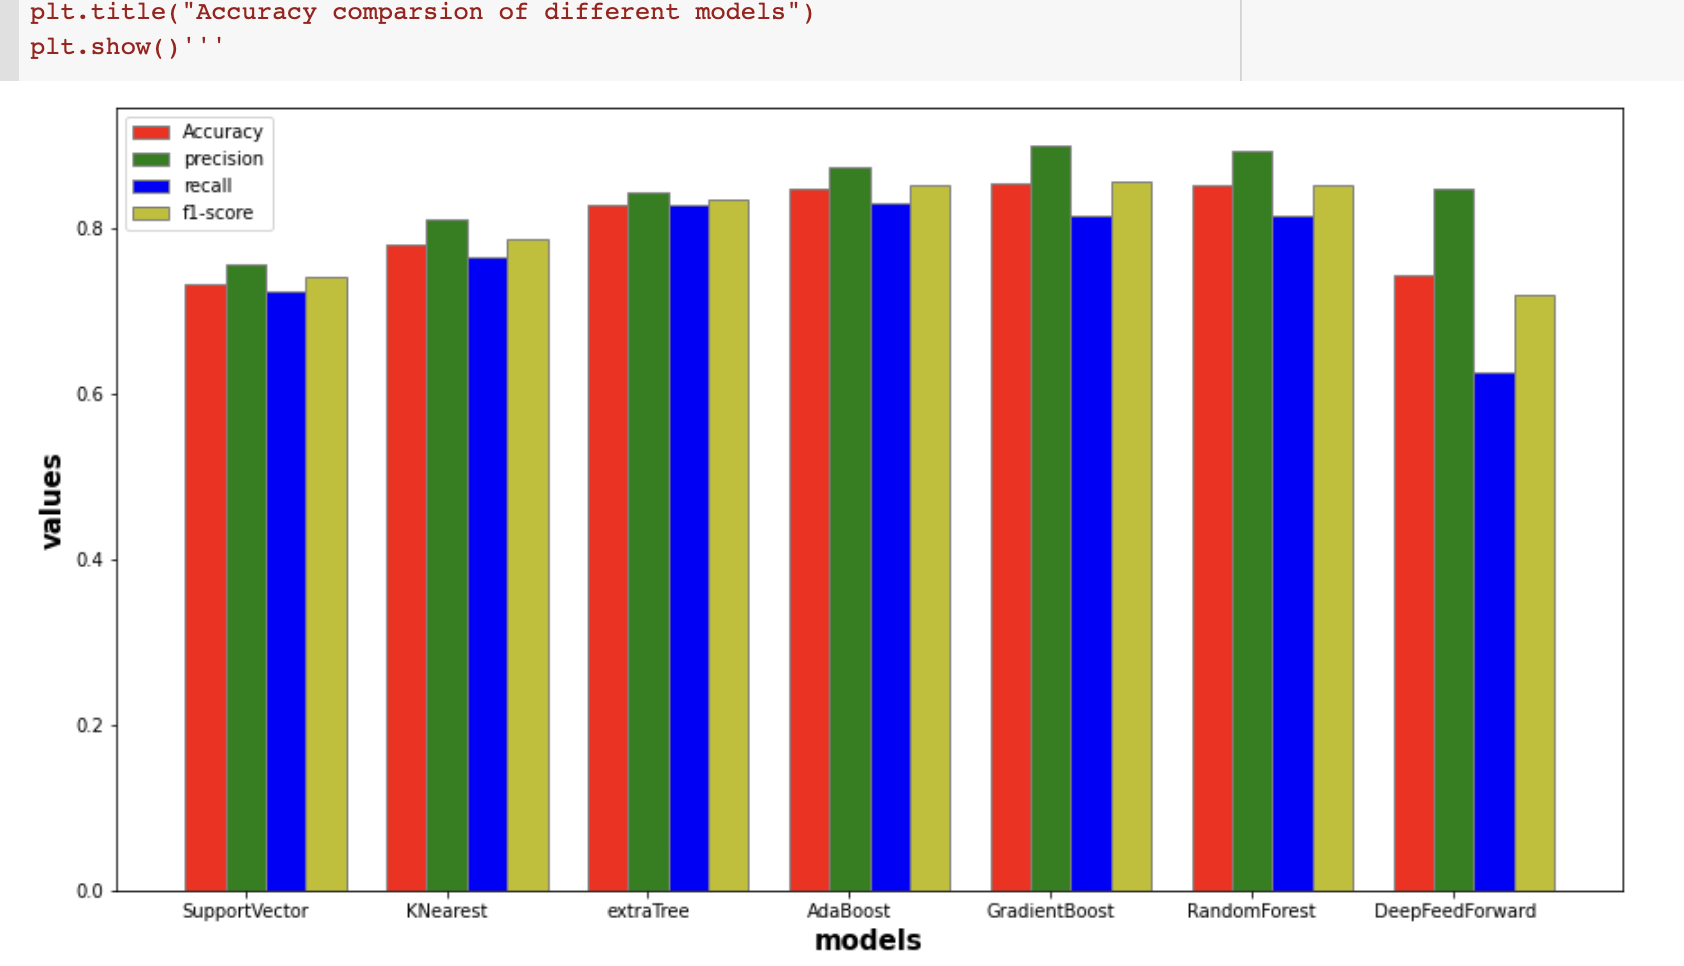 plt.title("Accuracy comparsion of different models")
plt.show()'''
Accuracy
precision
recall
f1-score
0.8
0.6
0.4
0.2
0.0
values
SupportVector KNearest extraTree AdaBoost GradientBoost RandomForest DeepFeedForward
models